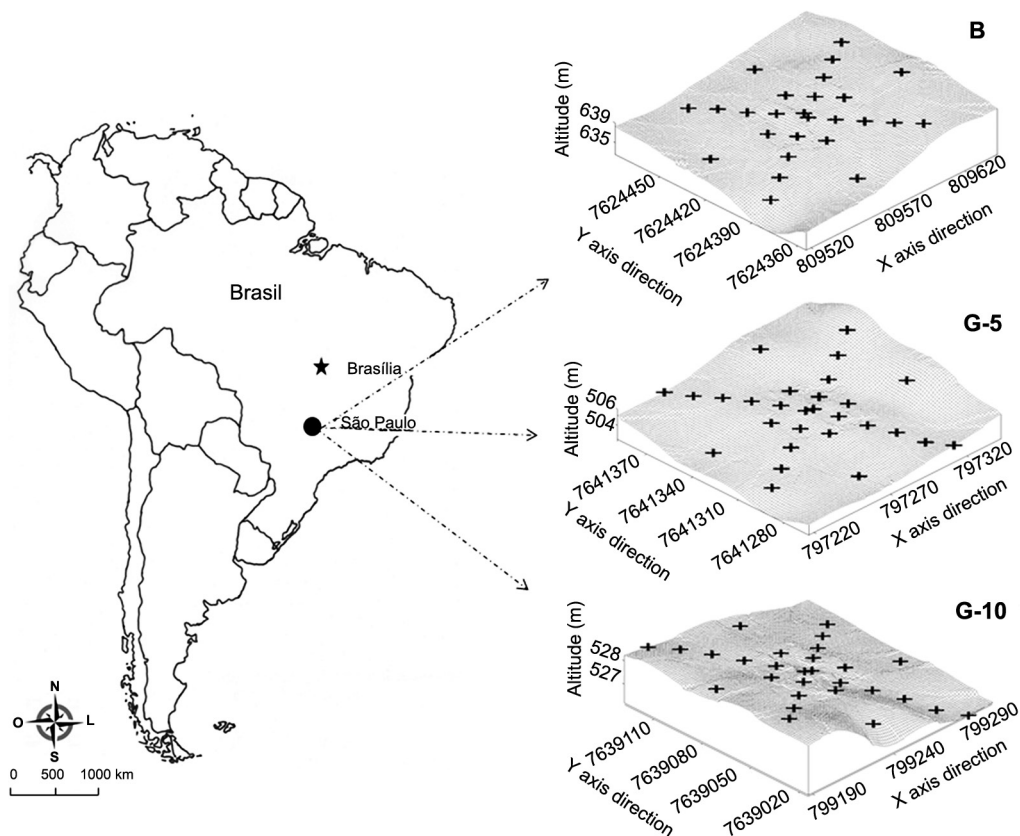 Brasil
Brasília
São Paulo
N
O
L
S
0 500 1000 km
B
Altitude (m)
639
635
7624450
7624420
7624390
7624360
Y axis direction
809520
809570
809620
X axis direction
G-5
Altitude (m)
506
504
7641370
7641340
7641310
7641280
Y axis direction
797220
797270
797320
X axis direction
G-10
Altitude (m)
528
527
7639110
7639080
7639050
7639020
Y axis direction
799190
799240
799290
X axis direction